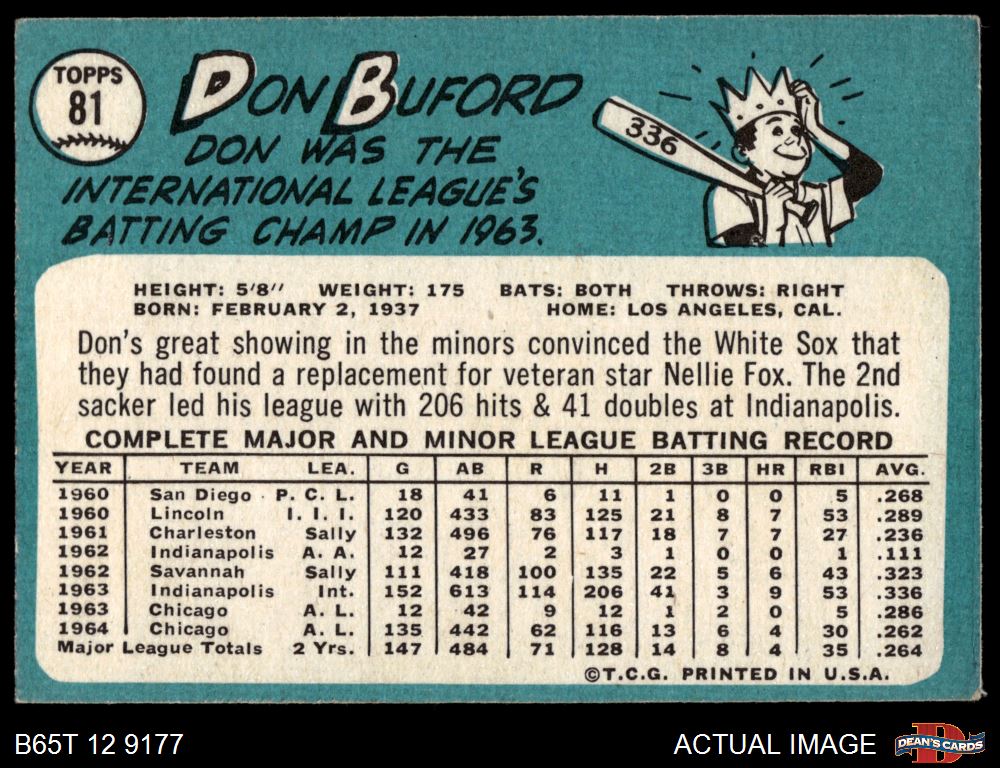 TOPPS
81
DON BUFORD
DON WAS THE
INTERNATIONAL LEAGUE'S
BATTING CHAMP IN 1963.
336
HEIGHT: 5'8" WEIGHT: 175 BATS: BOTH THROWS: RIGHT
BORN: FEBRUARY 2, 1937 HOME: LOS ANGELES, CAL.
Don's great showing in the minors convinced the White Sox that
they had found a replacement for veteran star Nellie Fox. The 2nd
sacker led his league with 206 hits & 41 doubles at Indianapolis.
COMPLETE MAJOR AND MINOR LEAGUE BATTING RECORD
YEAR TEAM LEA. G AB R H 2B 3B HR RBI AVG.
1960 San Diego P. C. L. 18 41 6 11 1 0 0 5 .268
1960 Lincoln I. I. I. 120 433 83 125 21 8 7 53 .289
1961 Charleston Sally 132 496 76 117 18 7 7 27 .236
1962 Indianapolis A. A. 12 27 2 3 1 0 0 1 .111
1962 Savannah Sally 111 418 100 135 22 5 6 43 .323
1963 Indianapolis Int. 152 613 114 206 41 3 9 53 .336
1963 Chicago A. L. 12 42 9 12 1 2 0 5 .286
1964 Chicago A. L. 135 442 62 116 13 6 4 30 .262
Major League Totals 2 Yrs. 147 484 71 128 14 8 4 35 .264
©T.C.G. PRINTED IN U.S.A.
B65T 12 9177 ACTUAL IMAGE DEAN'S CARDS